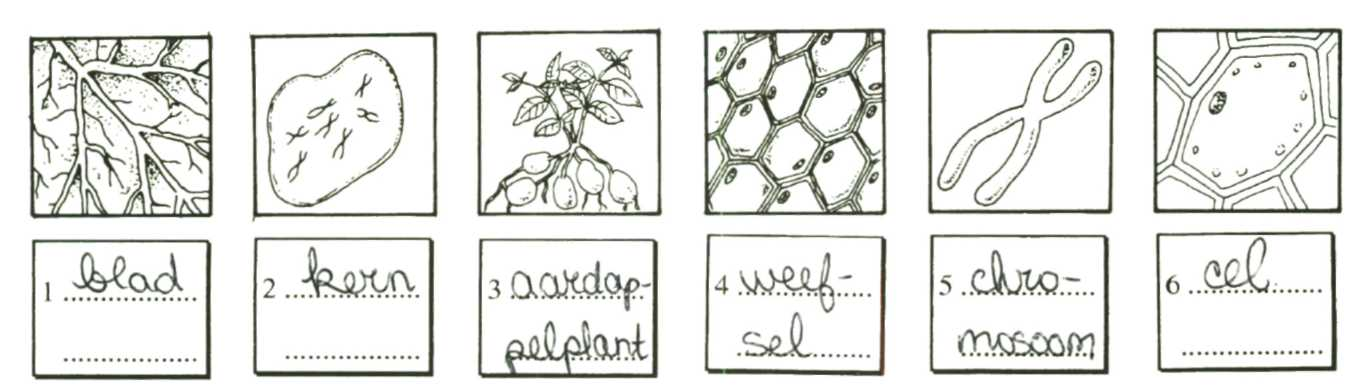 1 blad
2 kern
3 aardap-
pelplant
4 weef-
sel
5 chro-
mosoom
6 cel